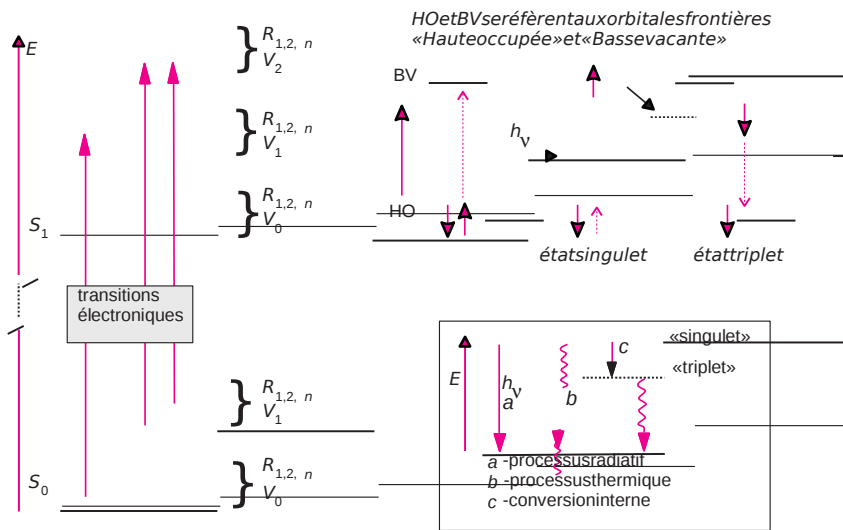 HOetBVseréfèrentauxorbitalesfrontières
«Hauteoccupée»et«Bassevacante»
E
R1,2, n
V2
BV
R1,2, n
V1
hν
R1,2, n
V0
HO
S1
étatsingulet
étattriplet
transitions
électroniques
«singulet»
c
«triplet»
E
hν
a
b
R1,2, n
V1
a -processusradiatif
b -processusthermique
c -conversioninterne
R1,2, n
V0
S0